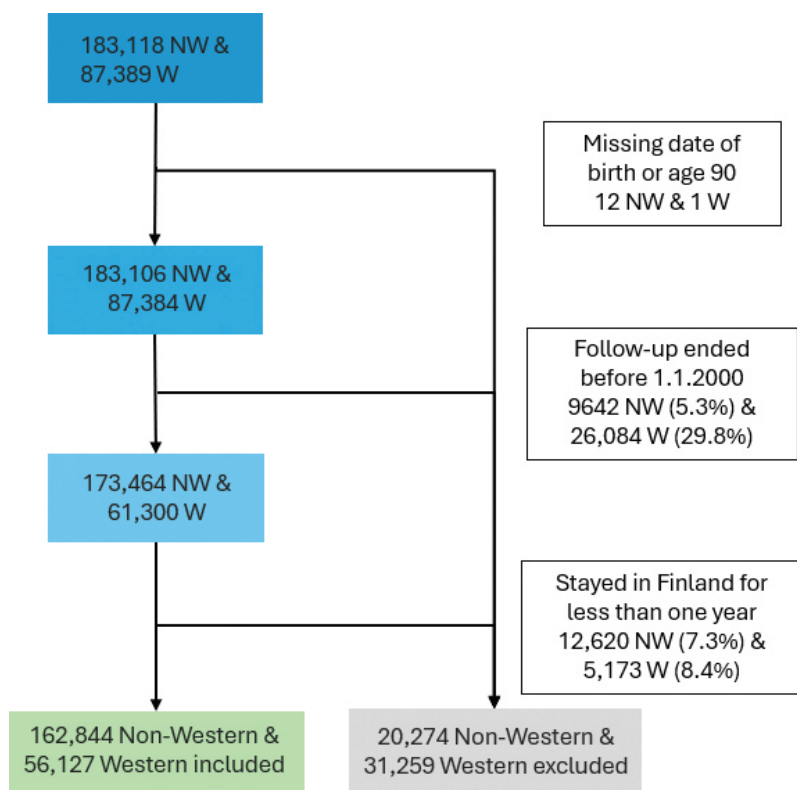 183,118 NW &
87,389 W
Missing date of
birth or age 90
12 NW & 1 W
183,106 NW &
87,384 W
Follow-up ended
before 1.1.2000
9642 NW (5.3%) &
26,084 W (29.8%)
173,464 NW &
61,300 W
Stayed in Finland for
less than one year
12,620 NW (7.3%) &
5,173 W (8.4%)
162,844 Non-Western &
56,127 Western included
20,274 Non-Western &
31,259 Western excluded